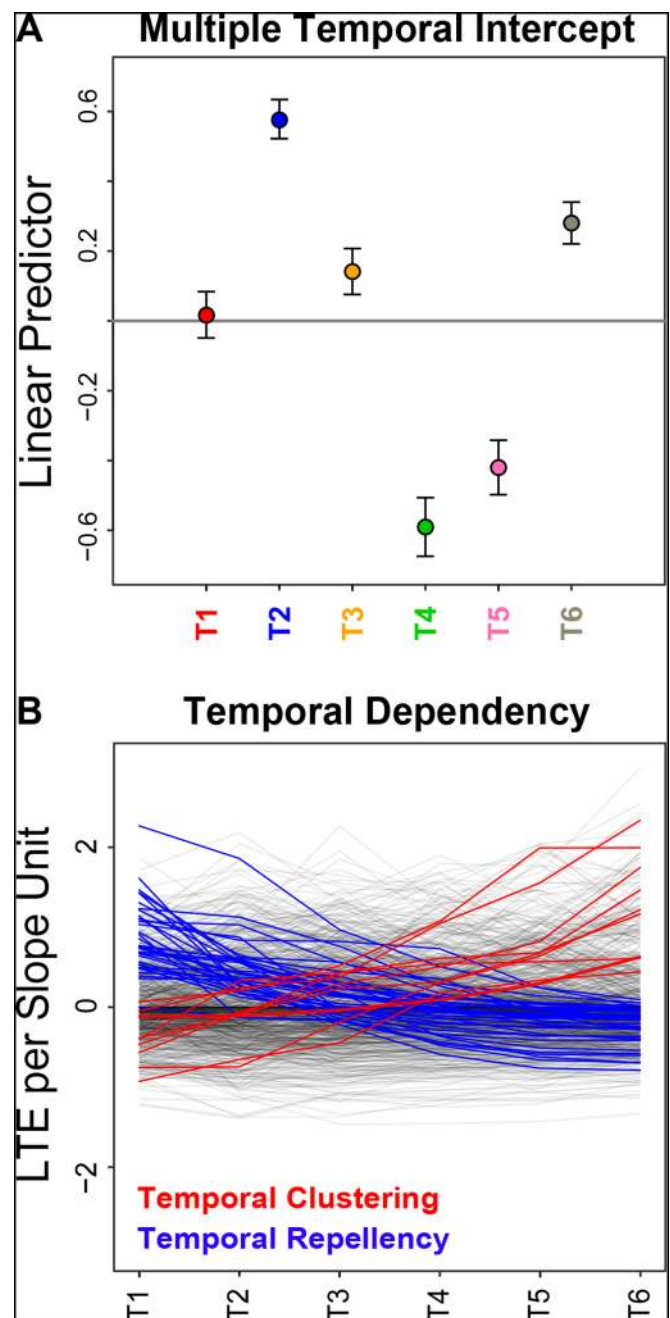 A Multiple Temporal Intercept
Linear Predictor
0.6
0.2
−0.2
−0.6
T1 T2 T3 T4 T5 T6
B Temporal Dependency
LTE per Slope Unit
2
0
−2
Temporal Clustering
Temporal Repellency
T1 T2 T3 T4 T5 T6